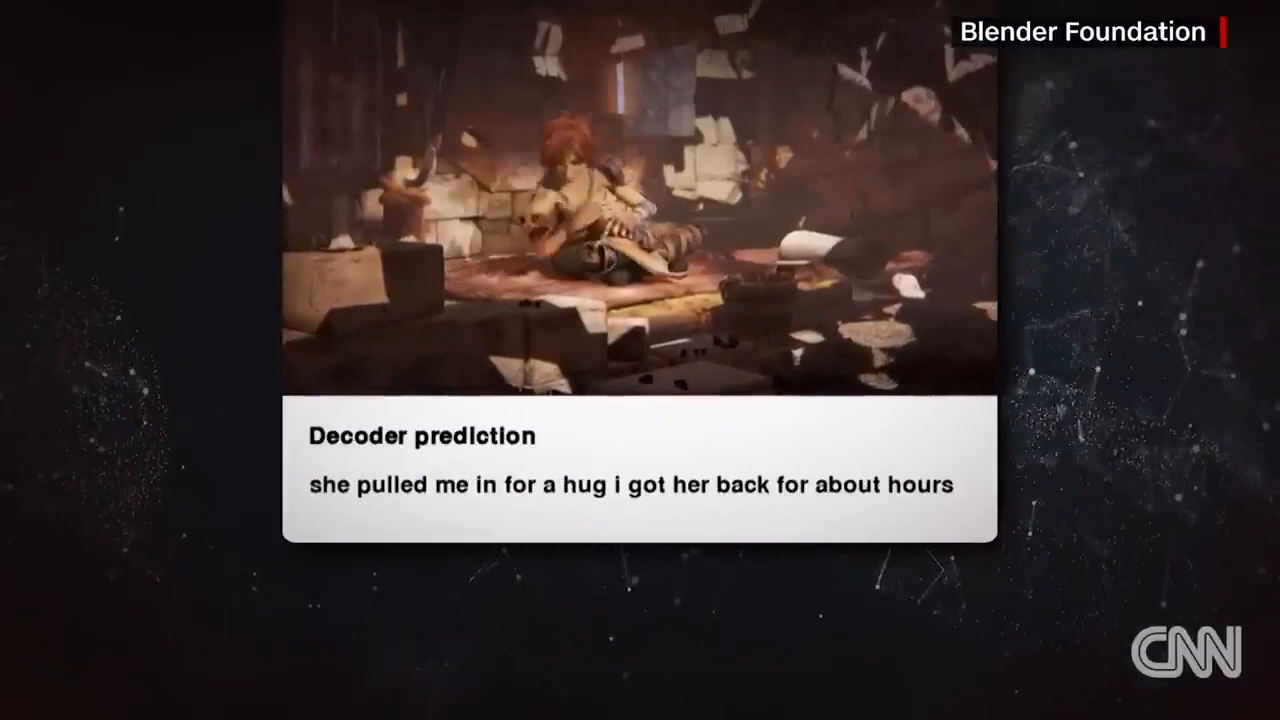 Blender Foundation
Decoder prediction
she pulled me in for a hug i got her back for about hours
CNN